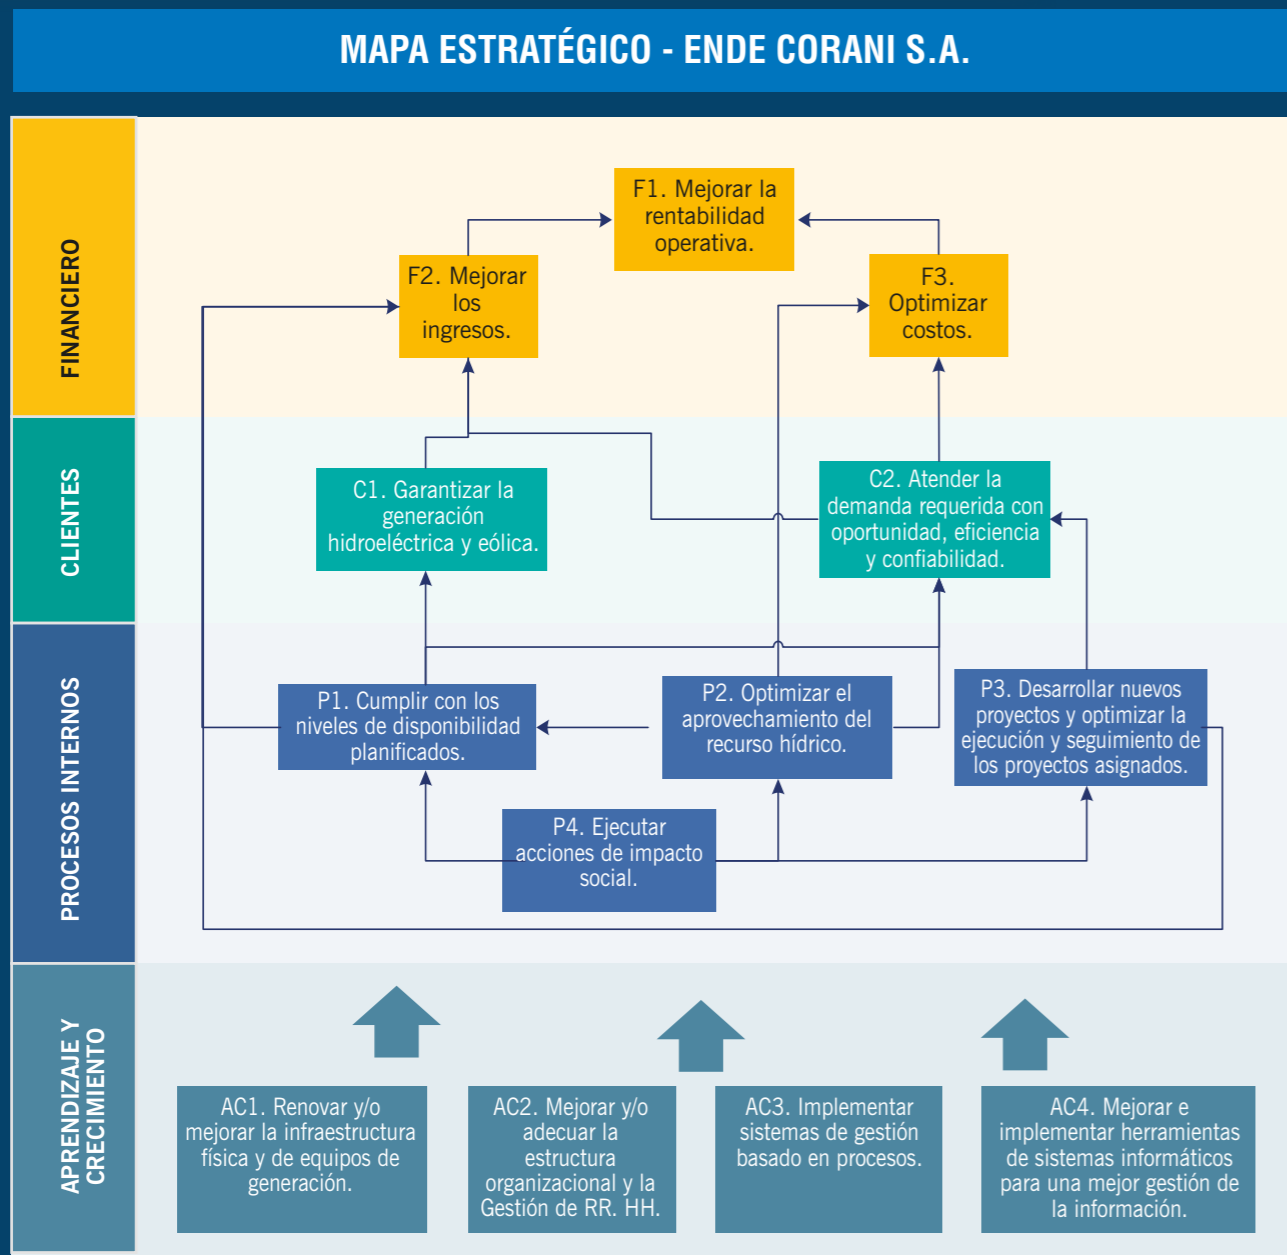 MAPA ESTRATÉGICO - ENDE CORANI S.A.
FINANCIERO
F1. Mejorar la
rentabilidad
operativa.
F2. Mejorar
los
ingresos.
F3.
Optimizar
costos.
CLIENTES
C1. Garantizar la
generación
hidroeléctrica y eólica.
C2. Atender la
demanda requerida con
oportunidad, eficiencia
y confiabilidad.
PROCESOS INTERNOS
P1. Cumplir con los
niveles de disponibilidad
planificados.
P2. Optimizar el
aprovechamiento del
recurso hídrico.
P3. Desarrollar nuevos
proyectos y optimizar la
ejecución y seguimiento de
los proyectos asignados.
P4. Ejecutar
acciones de impacto
social.
APRENDIZAJE Y
CRECIMIENTO
AC1. Renovar y/o
mejorar la infraestructura
física y de equipos de
generación.
AC2. Mejorar y/o
adecuar la
estructura
organizacional y la
Gestión de RR. HH.
AC3. Implementar
sistemas de gestión
basado en procesos.
AC4. Mejorar e
implementar herramientas
de sistemas informáticos
para una mejor gestión de
la información.